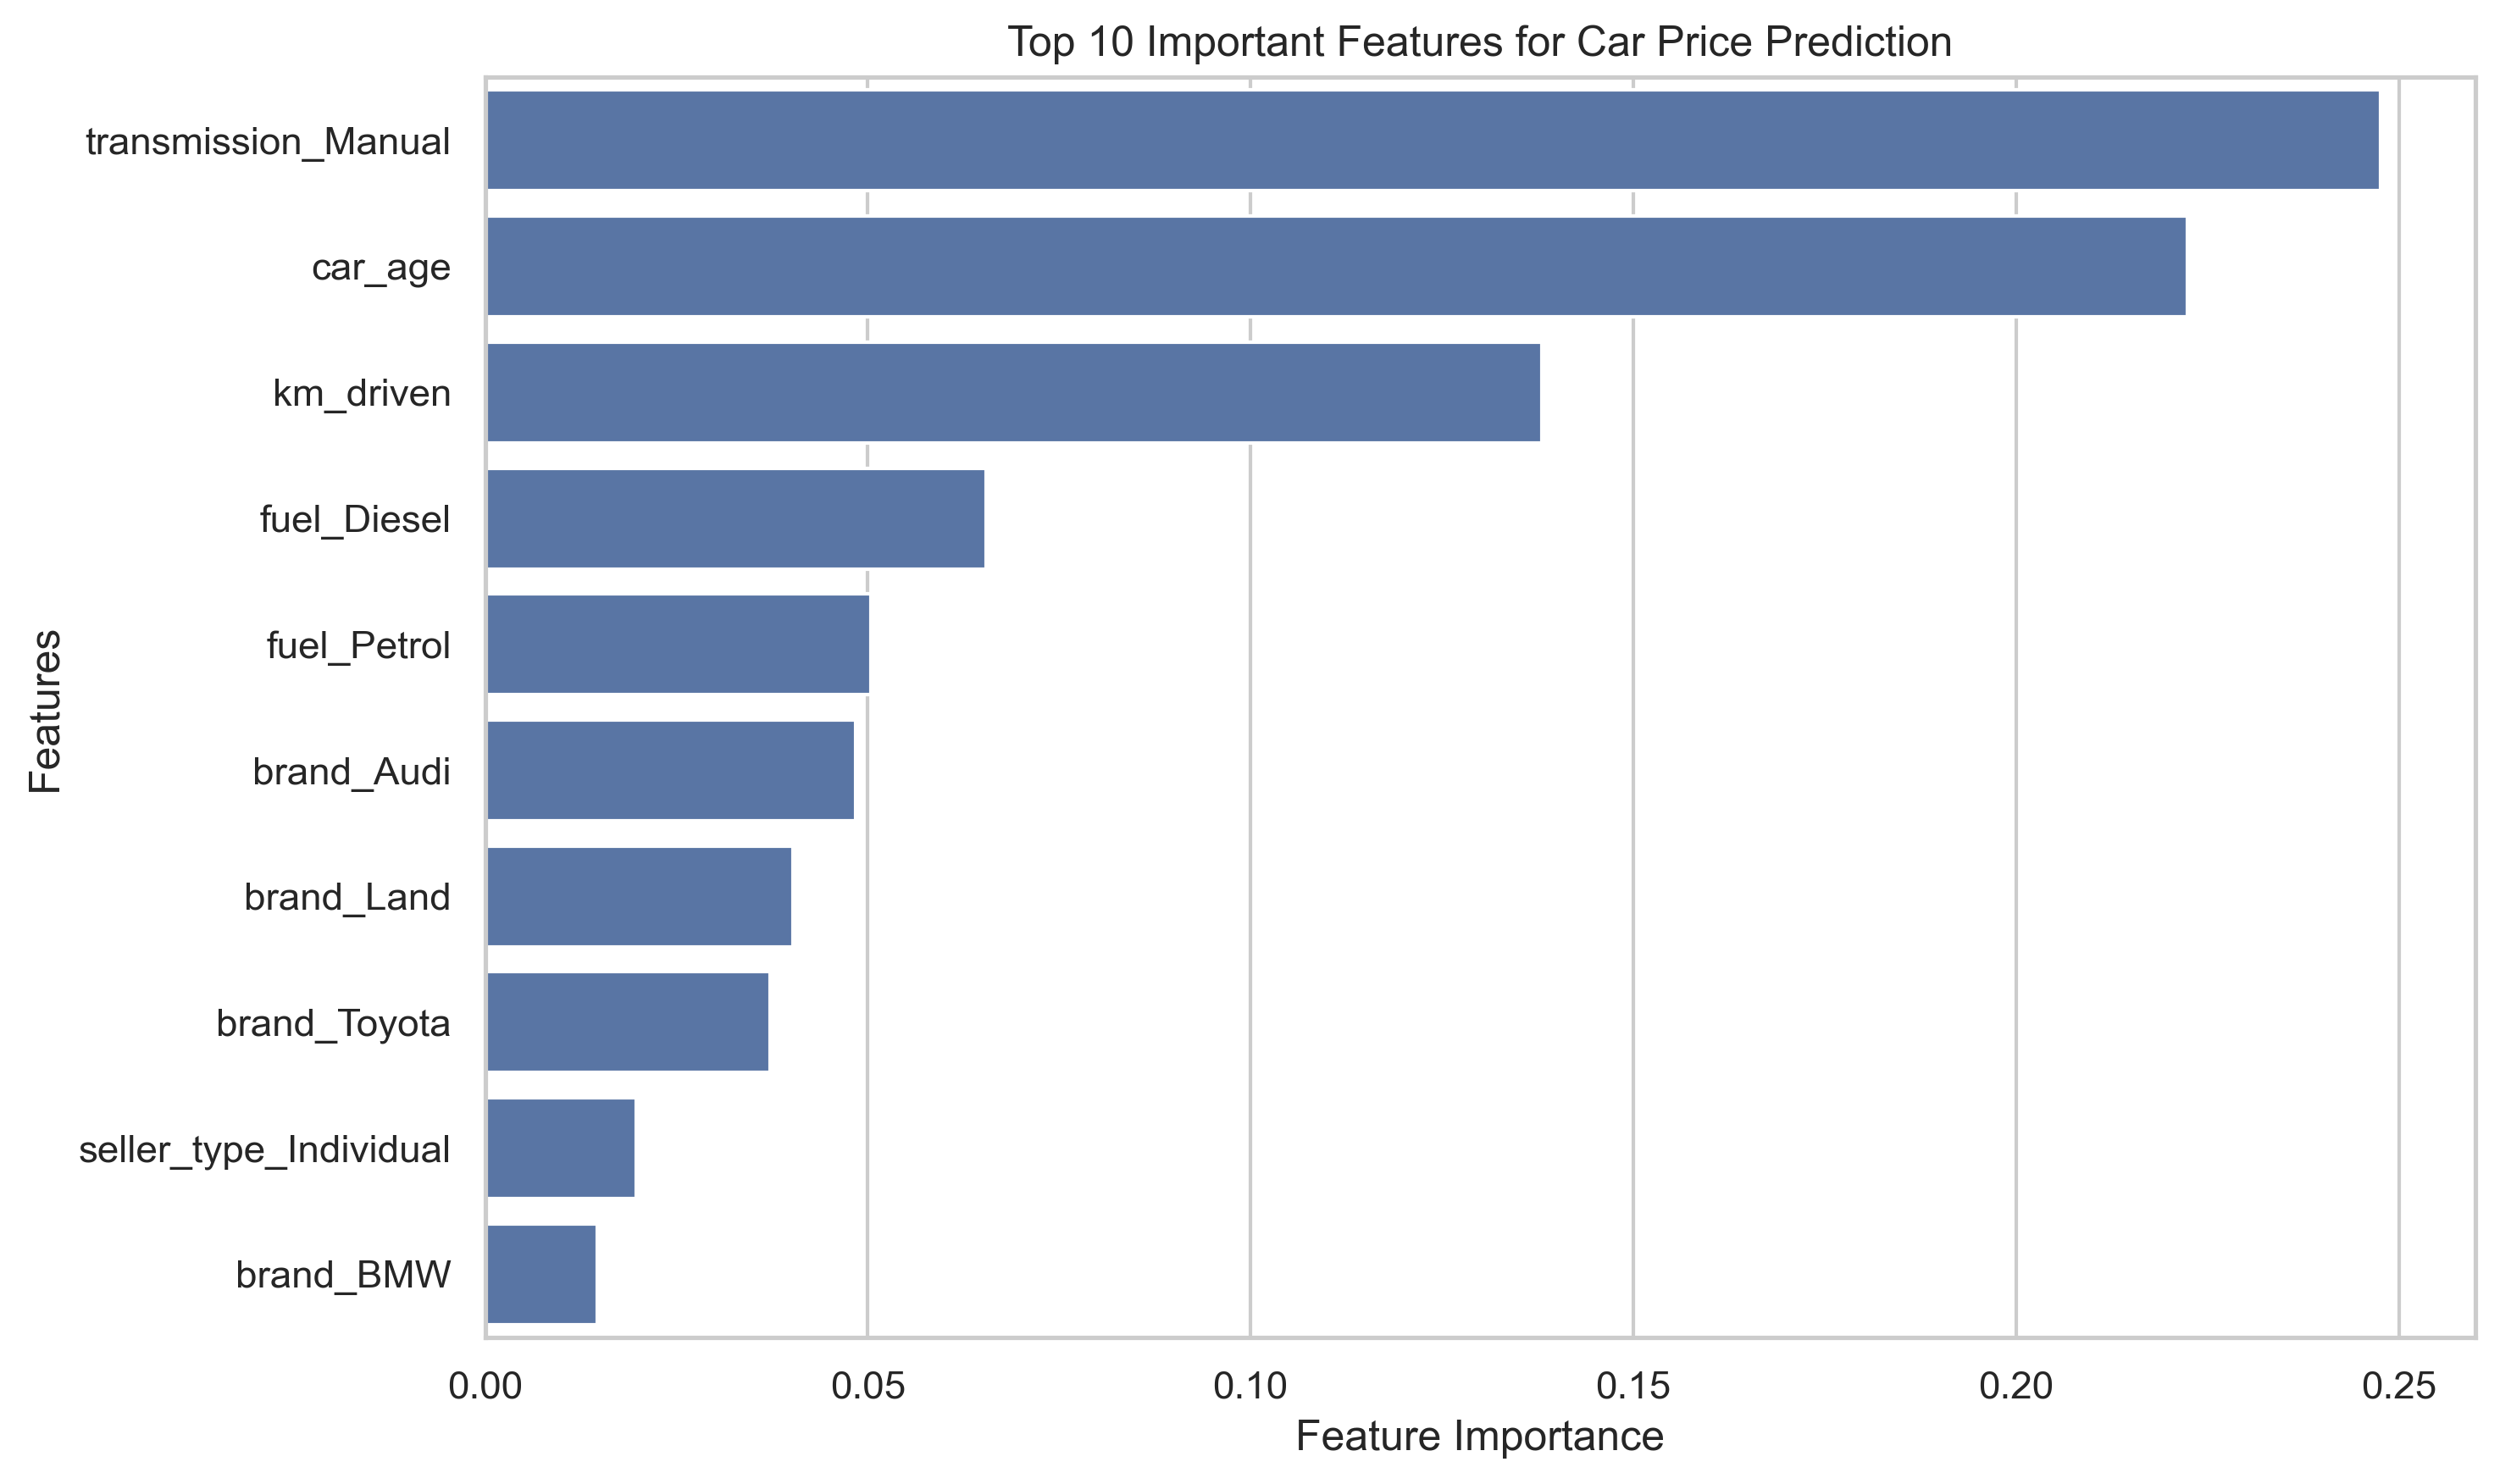 Top 10 Important Features for Car Price Prediction
transmission_Manual
car_age
km_driven
fuel_Diesel
fuel_Petrol
brand_Audi
brand_Land
brand_Toyota
seller_type_Individual
brand_BMW
Features
0.00 0.05 0.10 0.15 0.20 0.25
Feature Importance